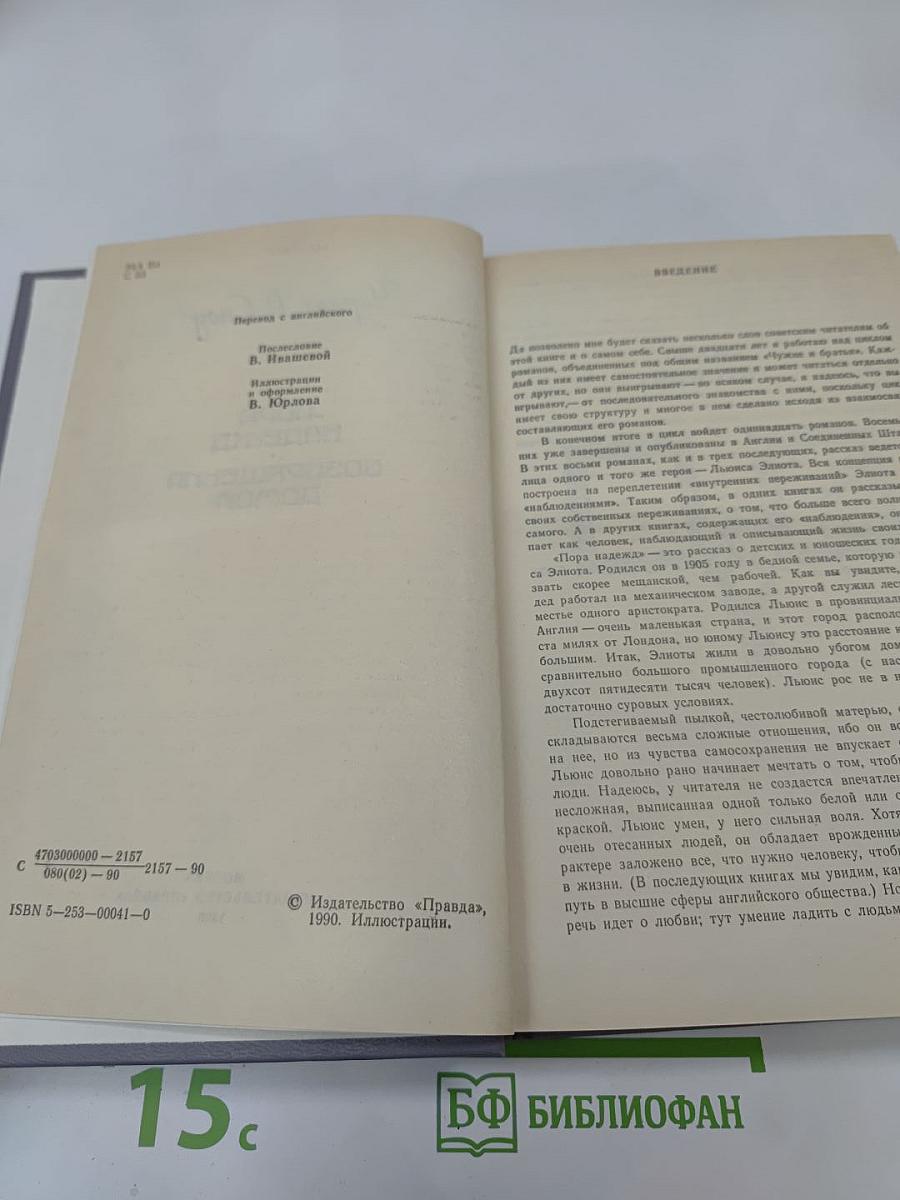 Перевод с английского
Послесловие
В. Ивашевой
Иллюстрации
и оформление
В. Юрлова
С 4703000000—2157
080(02)—90
2157—90
ISBN 5—253—00041—0
© Издательство «Правда»,
1990. Иллюстрации.
ВВЕДЕНИЕ
Да позволено мне будет сказать несколько слов советским читателям об
этой книге и о самом себе. Свыше двадцати лет я работаю над циклом
романов, объединенных под общим названием «Чужие и братья». Каж-
дый из них имеет самостоятельное значение и может читаться отдельно
от других, но они выигрывают — во всяком случае, я надеюсь, что вы-
игрывают,— от последовательного знакомства с ними, поскольку цикл
имеет свою структуру и многое в нем сделано исходя из взаимосвяз
составляющих его романов.
В конечном итоге в цикл войдет одиннадцать романов. Восемь
них уже завершены и опубликованы в Англии и Соединенных Шта
В этих восьми романах, как и в трех последующих, рассказ ведетс
лица одного и того же героя — Льюиса Элиота. Вся концепция
построена на переплетении «внутренних переживаний» Элиота
«наблюдениями». Таким образом, в одних книгах он рассказы
своих собственных переживаниях, о том, что больше всего волн
самого. А в других книгах, содержащих его «наблюдения», он
пает как человек, наблюдающий и описывающий жизнь своих
«Пора надежд» — это рассказ о детских и юношеских год
са Элиота. Родился он в 1905 году в бедной семье, которую
звать скорее мещанской, чем рабочей. Как вы увидите,
дед работал на механическом заводе, а другой служил лес
местье одного аристократа. Родился Льюис в провинциаль
Англия — очень маленькая страна, и этот город располо
ста милях от Лондона, но юному Льюису это расстояние к
большим. Итак, Элиоты жили в довольно убогом дом
сравнительно большого промышленного города (с нас
двухсот пятидесяти тысяч человек). Льюис рос не в н
достаточно суровых условиях.
Подстегиваемый пылкой, честолюбивой матерью, с
складываются весьма сложные отношения, ибо он вс
на нее, но из чувства самосохранения не впускает
Льюис довольно рано начинает мечтать о том, чтобы
люди. Надеюсь, у читателя не создастся впечатлен
несложная, выписанная одной только белой или с
краской. Льюис умен, у него сильная воля. Хотя
очень отесанных людей, он обладает врожденны
рактере заложено все, что нужно человеку, чтобы
в жизни. (В последующих книгах мы увидим, как
путь в высшие сферы английского общества.) Но
речь идет о любви; тут умение ладить с людьм
15 с
БФ БИБЛИОФАН